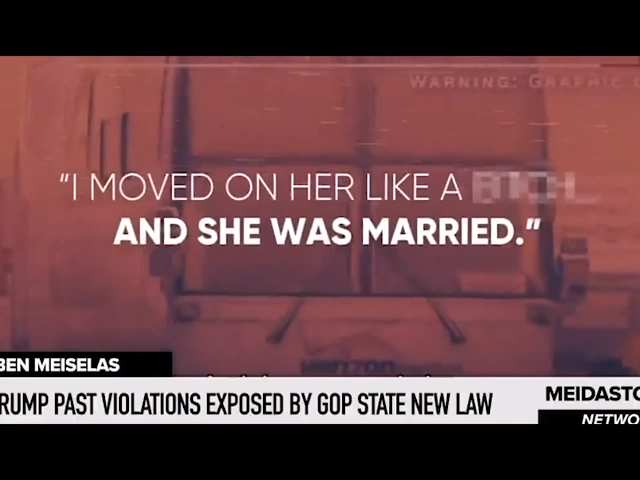 WARNING: GRAPHIC
“I MOVED ON HER LIKE A
AND SHE WAS MARRIED.”
BEN MEISELAS
RUMP PAST VIOLATIONS EXPOSED BY GOP STATE NEW LAW
MEIDASTO
NETWO